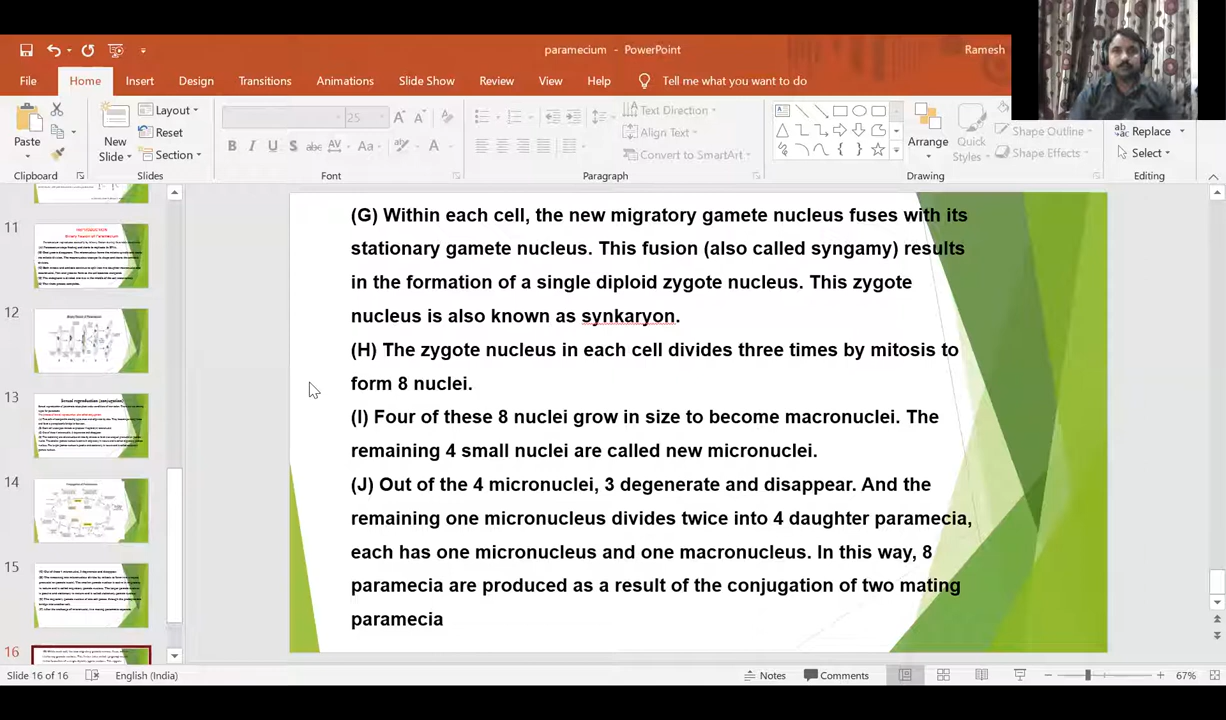 paramecium - PowerPoint
Ramesh
File Home Insert Design Transitions Animations Slide Show Review View Help Tell me what you want to do
Paste
New
Slide
Layout
Reset
Section
25
Text Direction
Align Text
Convert to SmartArt
Arrange
Quick
Styles
Shape Outline
Shape Effects
Replace
Select
Clipboard
Slides
Font
Paragraph
Drawing
Editing
11
12
13
14
15
16
(G) Within each cell, the new migratory gamete nucleus fuses with its
stationary gamete nucleus. This fusion (also called syngamy) results
in the formation of a single diploid zygote nucleus. This zygote
nucleus is also known as synkaryon.
(H) The zygote nucleus in each cell divides three times by mitosis to
form 8 nuclei.
(I) Four of these 8 nuclei grow in size to become macronuclei. The
remaining 4 small nuclei are called new micronuclei.
(J) Out of the 4 micronuclei, 3 degenerate and disappear. And the
remaining one micronucleus divides twice into 4 daughter paramecia,
each has one micronucleus and one macronucleus. In this way, 8
paramecia are produced as a result of the conjugation of two mating
paramecia
Slide 16 of 16
English (India)
Notes
Comments
67%